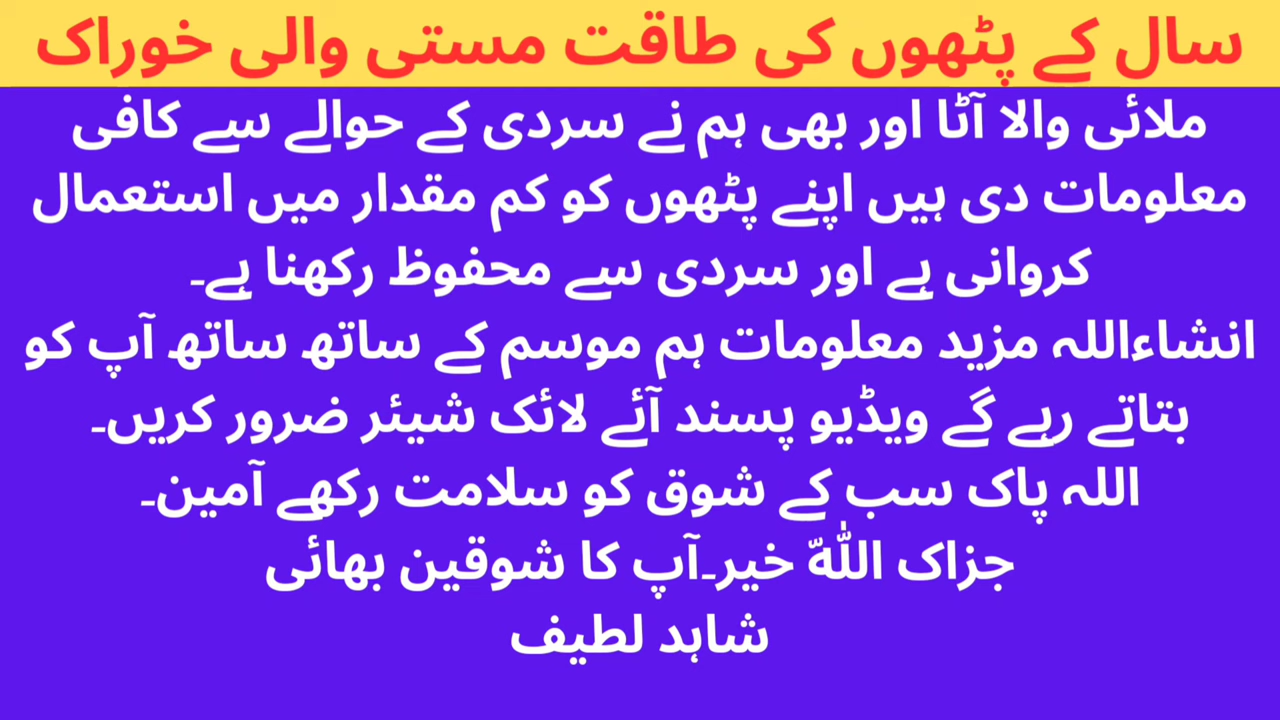 سال کے پٹھوں کی طاقت مستی والی خوراک
ملائی والا آٹا اور بھی ہم نے سردی کے حوالے سے کافی
معلومات دی ہیں اپنے پٹھوں کو کم مقدار میں استعمال
کروانی ہے اور سردی سے محفوظ رکھنا ہے۔
انشاءاللہ مزید معلومات ہم موسم کے ساتھ ساتھ آپ کو
بتاتے رہے گے ویڈیو پسند آئے لائک شیئر ضرور کریں۔
اللہ پاک سب کے شوق کو سلامت رکھے آمین۔
جزاک اللّٰہّ خیر۔آپ کا شوقین بھائی
شاہد لطیف